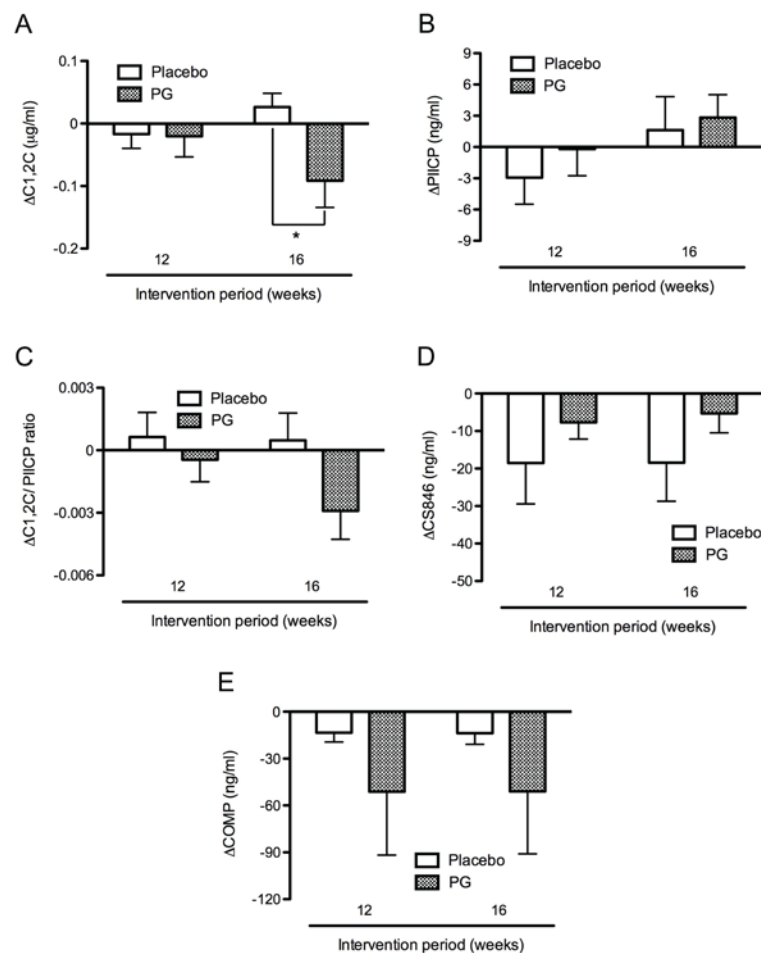 A
0.1
Placebo
PG
0
ΔC1,2C (μg/ml)
-0.1
*
-0.2
12
16
Intervention period (weeks)
B
9
Placebo
6
PG
3
ΔPIICP (ng/ml)
0
-3
-6
-9
12
16
Intervention period (weeks)
C
0.003
Placebo
PG
0
ΔC1,2C/ PIICP ratio
-0.003
-0.006
12
16
Intervention period (weeks)
D
0
-10
-20
ΔCS846 (ng/ml)
-30
Placebo
-40
PG
-50
12
16
Intervention period (weeks)
E
0
-30
ΔCOMP (ng/ml)
-60
-90
Placebo
PG
-120
12
16
Intervention period (weeks)